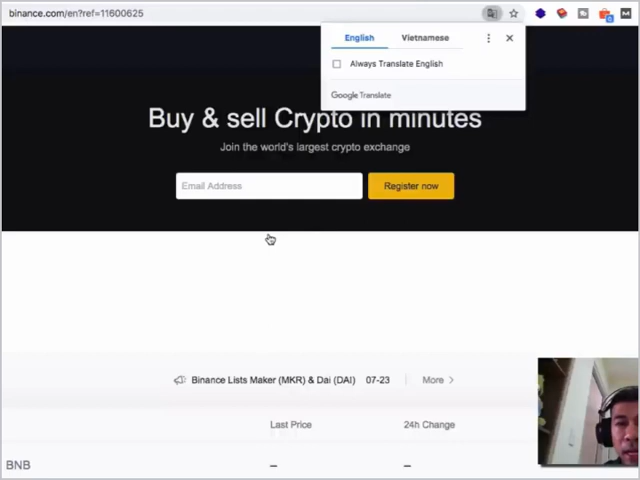 binance.com/en?ref=11600625
English Vietnamese
Always Translate English
Google Translate
Buy & sell Crypto in minutes
Join the world's largest crypto exchange
Email Address Register now
Binance Lists Maker (MKR) & Dai (DAI) 07-23 More
Last Price 24h Change
BNB – –